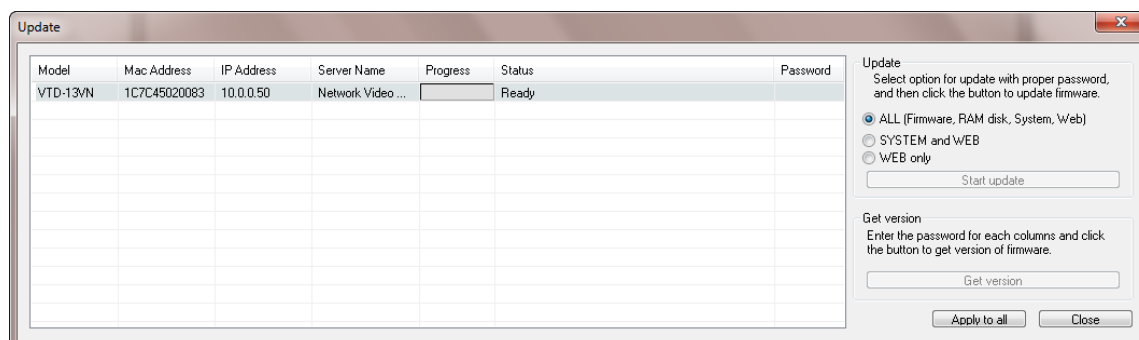 Update
Model Mac Address IP Address Server Name Progress Status Password
VTD-13VN 1C7C45020083 10.0.0.50 Network Video ... Ready
Update
Select option for update with proper password,
and then click the button to update firmware.
ALL (Firmware, RAM disk, System, Web)
SYSTEM and WEB
WEB only
Start update
Get version
Enter the password for each columns and click
the button to get version of firmware.
Get version
Apply to all Close